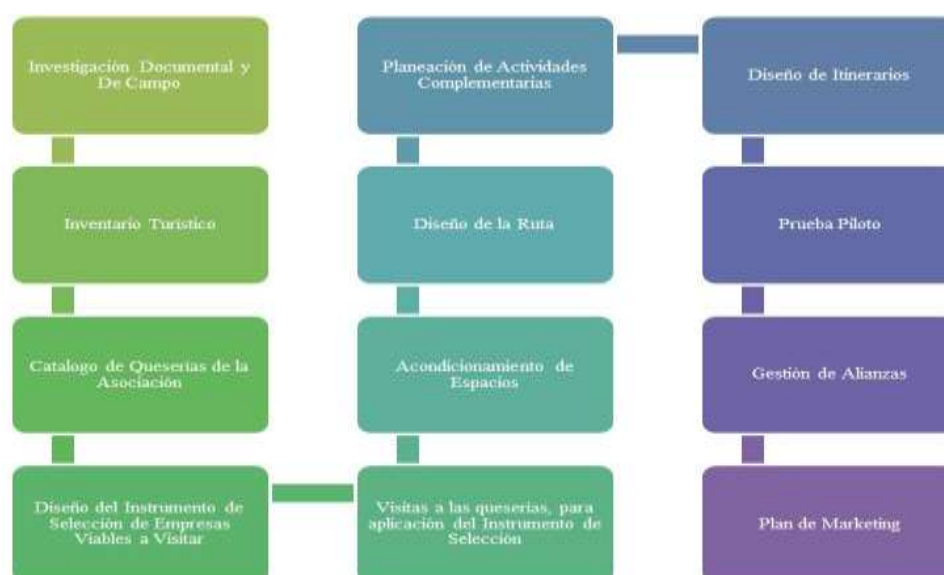 Investigación Documental y
De Campo
Inventario Turístico
Catalogo de Queserías de la
Asociación
Diseño del Instrumento de
Selección de Empresas
Viables a Visitar
Visitas a las queserías, para
aplicación del Instrumento de
Selección
Acondicionamiento de
Espacios
Diseño de la Ruta
Planeación de Actividades
Complementarias
Diseño de Itinerarios
Prueba Piloto
Gestión de Alianzas
Plan de Marketing